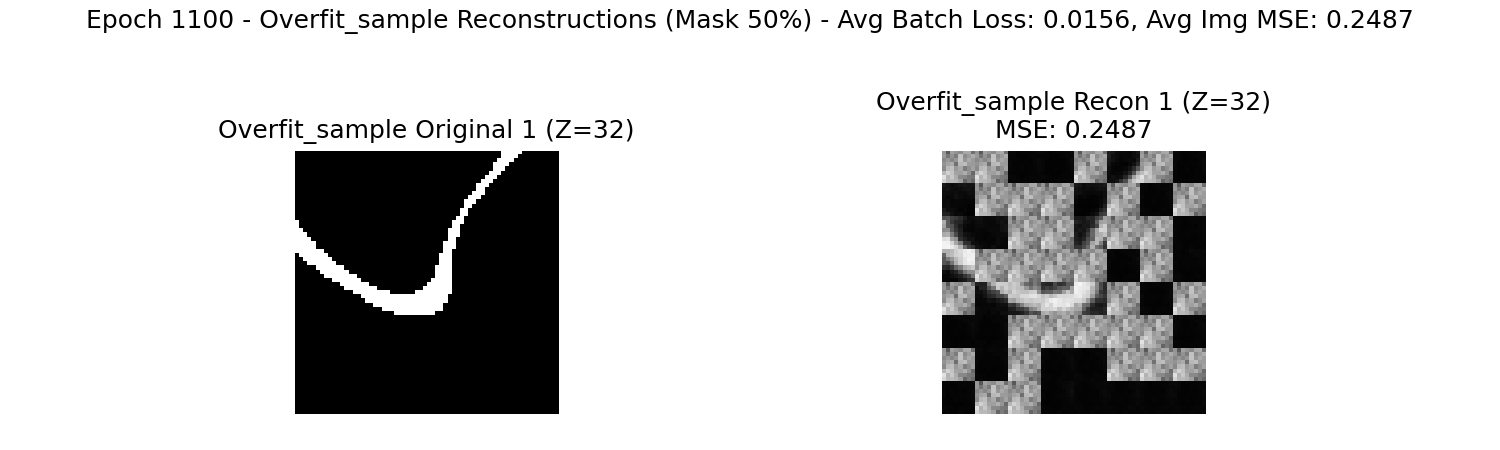 Epoch 1100 - Overfit_sample Reconstructions (Mask 50%) - Avg Batch Loss: 0.0156, Avg Img MSE: 0.2487
Overfit_sample Original 1 (Z=32)
Overfit_sample Recon 1 (Z=32)
MSE: 0.2487